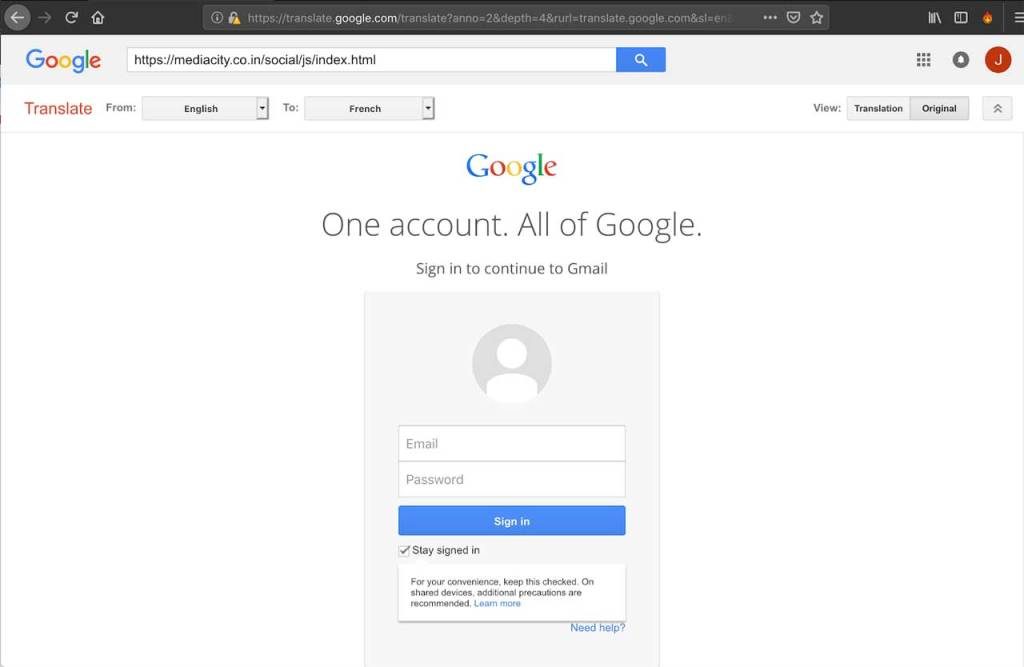 https://translate.google.com/translate?anno=2&depth=4&rurl=translate.google.com&sl=en
Google https://mediacity.co.in/social/js/index.html J
Translate From: English To: French View: Translation Original
Google
One account. All of Google.
Sign in to continue to Gmail
Email
Password
Sign in
Stay signed in
For your convenience, keep this checked. On
shared devices, additional precautions are
recommended. Learn more
Need help?